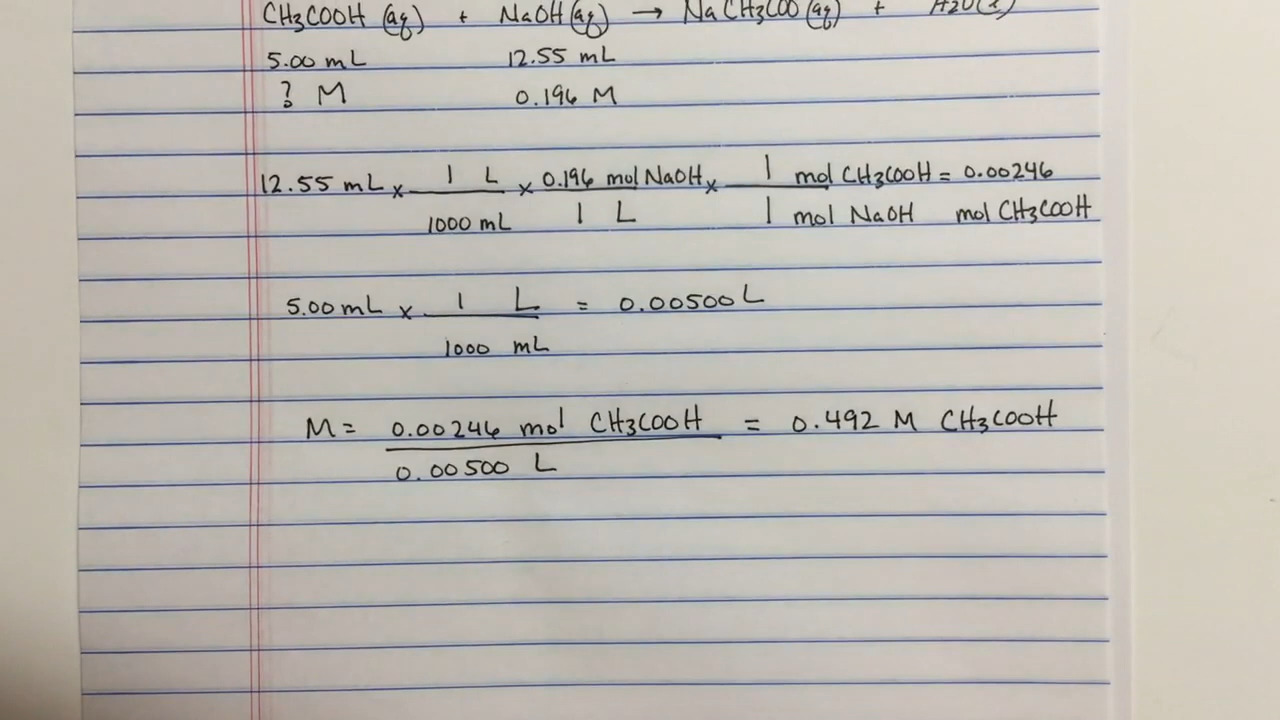 CH3COOH (aq) + NaOH (aq) → NaCH3COO (aq) + H2O(l)
5.00 mL 12.55 mL
? M 0.196 M
12.55 mL x 1 L x 0.196 mol NaOH x 1 mol CH3COOH = 0.00246
1000 mL 1 L 1 mol NaOH mol CH3COOH
5.00 mL x 1 L = 0.00500 L
1000 mL
M = 0.00246 mol CH3COOH = 0.492 M CH3COOH
0.00500 L